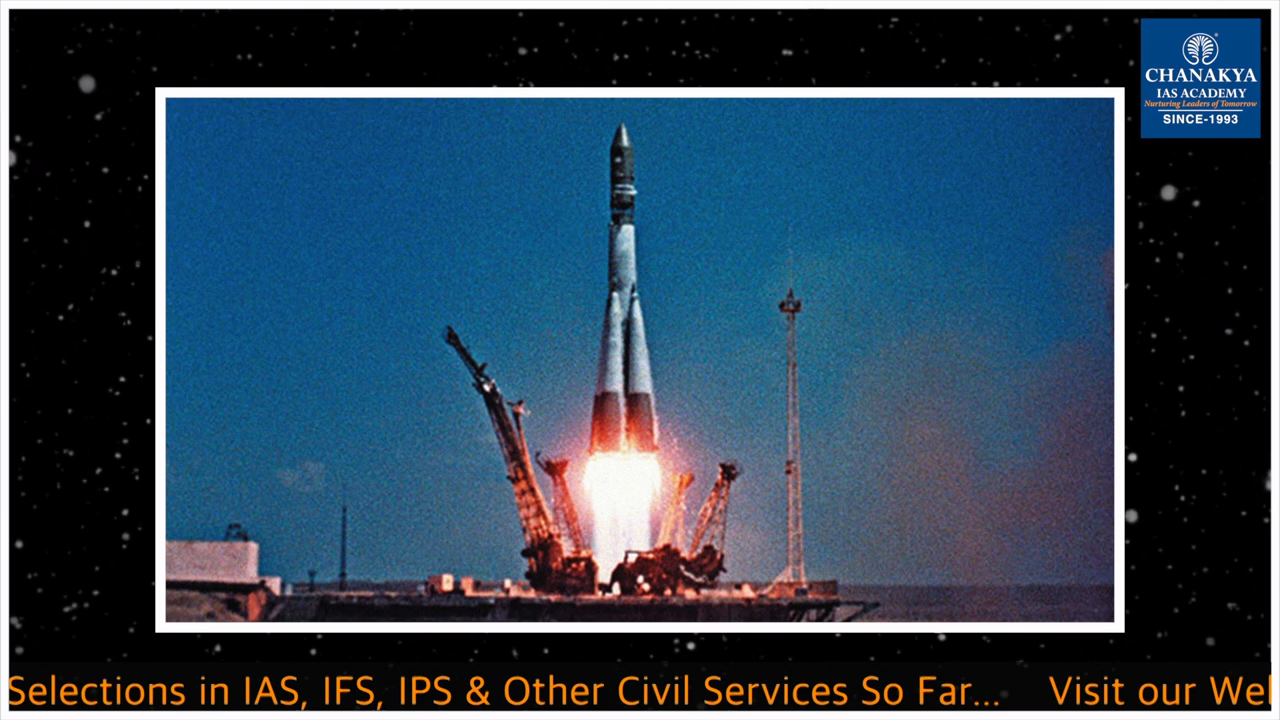 CHANAKYA
IAS ACADEMY
Nurturing Leaders of Tomorrow
SINCE-1993
Selections in IAS, IFS, IPS & Other Civil Services So Far... Visit our